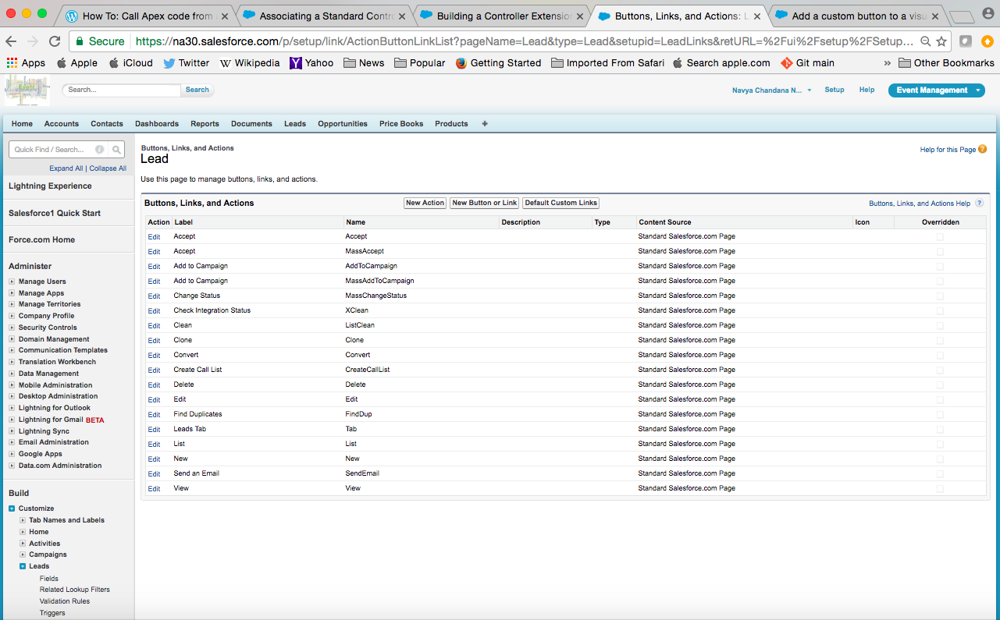 How To: Call Apex code from
Associating a Standard Contr
Building a Controller Extension
Buttons, Links, and Actions: L
Add a custom button to a visu
Secure https://na30.salesforce.com/p/setup/link/ActionButtonLinkList?pageName=Lead&type=Lead&setupid=LeadLinks&retURL=%2Fui%2Fsetup%2FSetup...
Apps Apple iCloud Twitter Wikipedia Yahoo News Popular Getting Started Imported From Safari Search apple.com Git main » Other Bookmarks
Search... Search
Navya Chandana N... Setup Help Event Management
Home Accounts Contacts Dashboards Reports Documents Leads Opportunities Price Books Products +
Quick Find / Search...
Expand All | Collapse All
Lightning Experience
Salesforce1 Quick Start
Force.com Home
Administer
Manage Users
Manage Apps
Manage Territories
Company Profile
Security Controls
Domain Management
Communication Templates
Translation Workbench
Data Management
Mobile Administration
Desktop Administration
Lightning for Outlook
Lightning for Gmail BETA
Lightning Sync
Email Administration
Google Apps
Data.com Administration
Build
Customize
Tab Names and Labels
Home
Activities
Campaigns
Leads
Fields
Related Lookup Filters
Validation Rules
Triggers
Buttons, Links, and Actions
Lead
Help for this Page ?
Use this page to manage buttons, links, and actions.
Buttons, Links, and Actions New Action New Button or Link Default Custom Links Buttons, Links, and Actions Help ?
Action Label Name Description Type Content Source Icon Overridden
Edit Accept Accept Standard Salesforce.com Page
Edit Accept MassAccept Standard Salesforce.com Page
Edit Add to Campaign AddToCampaign Standard Salesforce.com Page
Edit Add to Campaign MassAddToCampaign Standard Salesforce.com Page
Edit Change Status MassChangeStatus Standard Salesforce.com Page
Edit Check Integration Status XClean Standard Salesforce.com Page
Edit Clean ListClean Standard Salesforce.com Page
Edit Clone Clone Standard Salesforce.com Page
Edit Convert Convert Standard Salesforce.com Page
Edit Create Call List CreateCallList Standard Salesforce.com Page
Edit Delete Delete Standard Salesforce.com Page
Edit Edit Edit Standard Salesforce.com Page
Edit Find Duplicates FindDup Standard Salesforce.com Page
Edit Leads Tab Tab Standard Salesforce.com Page
Edit List List Standard Salesforce.com Page
Edit New New Standard Salesforce.com Page
Edit Send an Email SendEmail Standard Salesforce.com Page
Edit View View Standard Salesforce.com Page